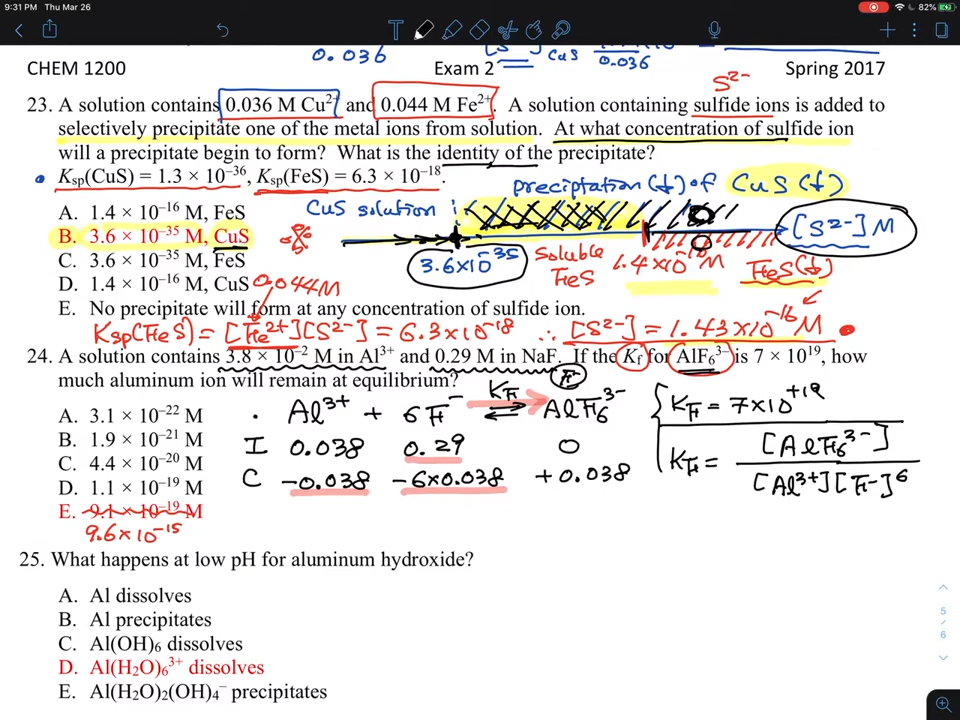 9:31 PM Thu Mar 26
82%
T
0.036
CuS
0.036
CHEM 1200 Exam 2 Spring 2017
S²⁻
23. A solution contains 0.036 M Cu²⁺ and 0.044 M Fe²⁺. A solution containing sulfide ions is added to
selectively precipitate one of the metal ions from solution. At what concentration of sulfide ion
will a precipitate begin to form? What is the identity of the precipitate?
Ksp(CuS) = 1.3 × 10⁻³⁶, Ksp(FeS) = 6.3 × 10⁻¹⁸.
preciptation (↓) of CuS(↓)
A. 1.4 × 10⁻¹⁶ M, FeS
CuS solution
B. 3.6 × 10⁻³⁵ M, CuS
[S²⁻] M
C. 3.6 × 10⁻³⁵ M, FeS
3.6×10⁻³⁵ soluble FeS 1.4×10⁻¹⁶ M FeS(↓)
D. 1.4 × 10⁻¹⁶ M, CuS
0.044M
E. No precipitate will form at any concentration of sulfide ion.
Ksp(FeS) = [Fe²⁺][S²⁻] = 6.3×10⁻¹⁸ ∴ [S²⁻] = 1.43×10⁻¹⁶ M
24. A solution contains 3.8 × 10⁻² M in Al³⁺ and 0.29 M in NaF. If the Kf for AlF₆³⁻ is 7 × 10¹⁹, how
much aluminum ion will remain at equilibrium?
F⁻
A. 3.1 × 10⁻²² M
B. 1.9 × 10⁻²¹ M
C. 4.4 × 10⁻²⁰ M
D. 1.1 × 10⁻¹⁹ M
E. 9.1 × 10⁻¹⁹ M
9.6×10⁻¹⁵
KF
Al³⁺ + 6F⁻ ⇌ AlF₆³⁻
I 0.038 0.29 0
C -0.038 -6×0.038 +0.038
KF = 7×10⁺¹⁹
KF = [AlF₆³⁻]
[Al³⁺][F⁻]⁶
25. What happens at low pH for aluminum hydroxide?
A. Al dissolves
B. Al precipitates
C. Al(OH)₆ dissolves
D. Al(H₂O)₆³⁺ dissolves
E. Al(H₂O)₂(OH)₄⁻ precipitates
5
/
6